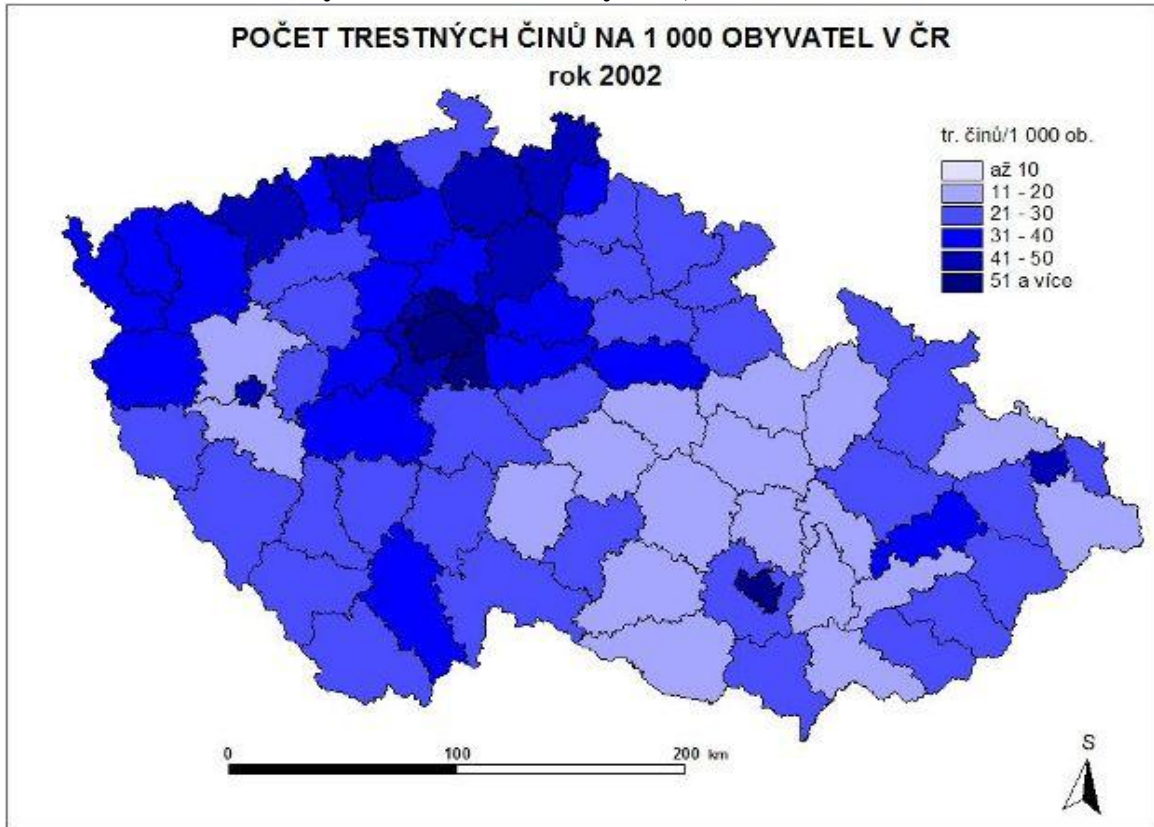 POČET TRESTNÝCH ČINŮ NA 1 000 OBYVATEL V ČR
rok 2002
tr. činů/1 000 ob.
až 10
11 - 20
21 - 30
31 - 40
41 - 50
51 a více
0 100 200 km
S